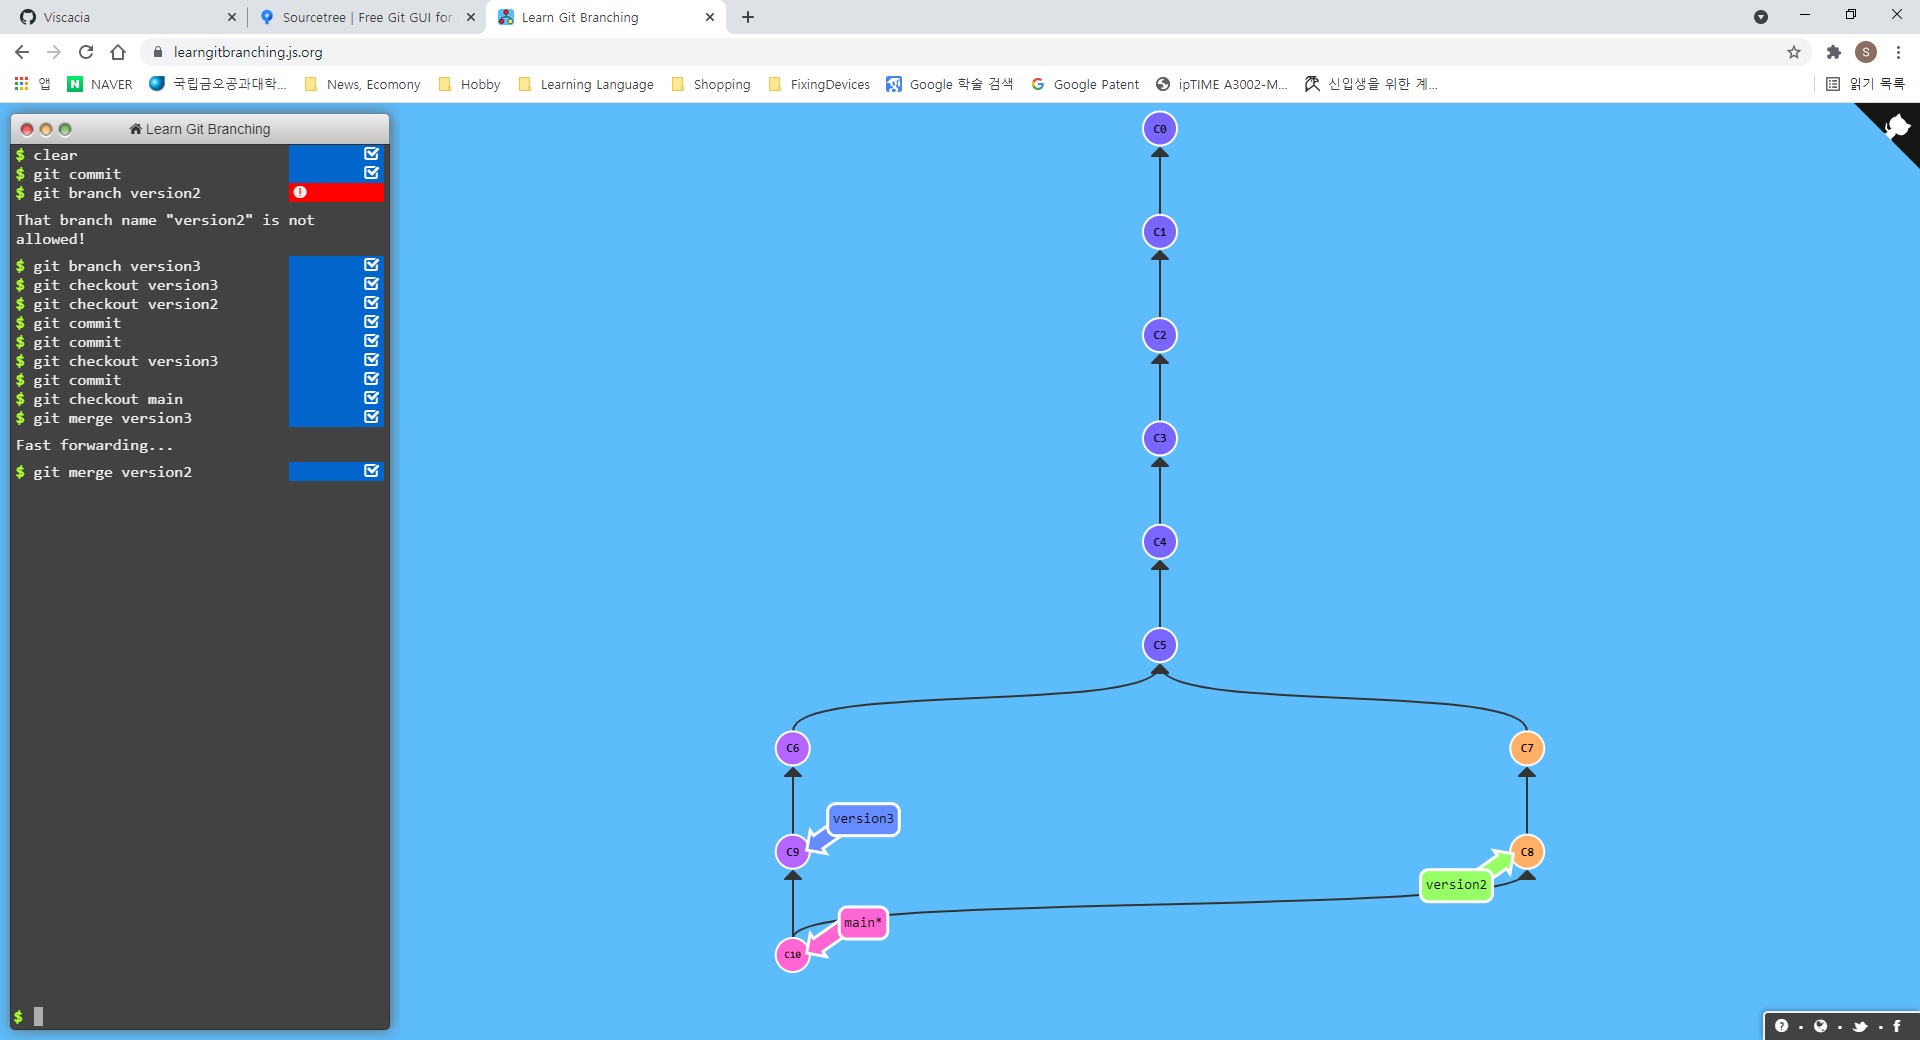 Viscacia
Sourcetree | Free Git GUI for
Learn Git Branching
learngitbranching.js.org
S
앱
NAVER
국립금오공과대학...
News, Ecomony
Hobby
Learning Language
Shopping
FixingDevices
Google 학술 검색
Google Patent
ipTIME A3002-M...
신입생을 위한 계...
읽기 목록
Learn Git Branching
$ clear
$ git commit
$ git branch version2
That branch name "version2" is not
allowed!
$ git branch version3
$ git checkout version3
$ git checkout version2
$ git commit
$ git commit
$ git checkout version3
$ git commit
$ git checkout main
$ git merge version3
Fast forwarding...
$ git merge version2
$
C0
C1
C2
C3
C4
C5
C6
C7
version3
C9
C8
version2
main*
C10